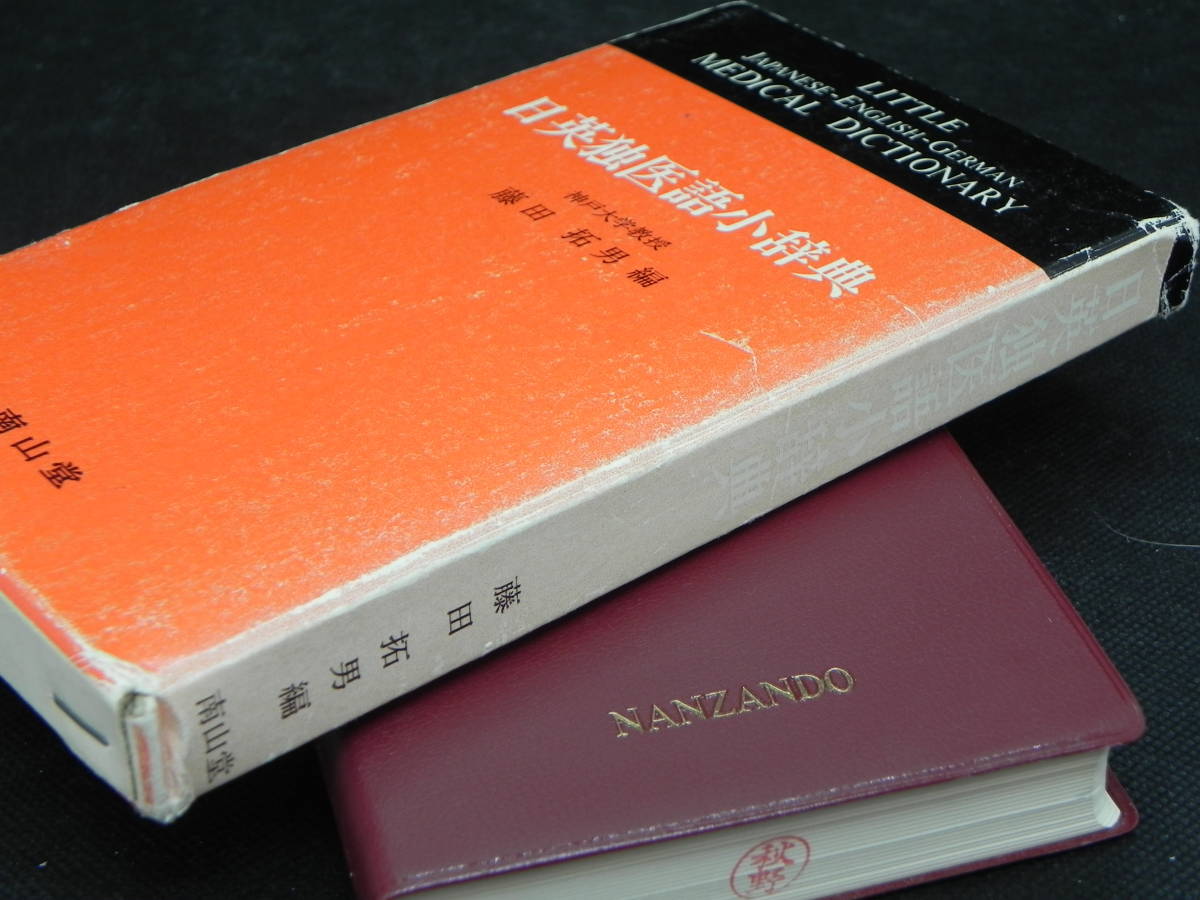 LITTLE
JAPANESE-ENGLISH-GERMAN
MEDICAL DICTIONARY
日英独医語小辞典
神戸大学教授
藤田 拓男 編
南山堂
日英独医語小辞典
藤田 拓男 編
南山堂
NANZANDO
秋野